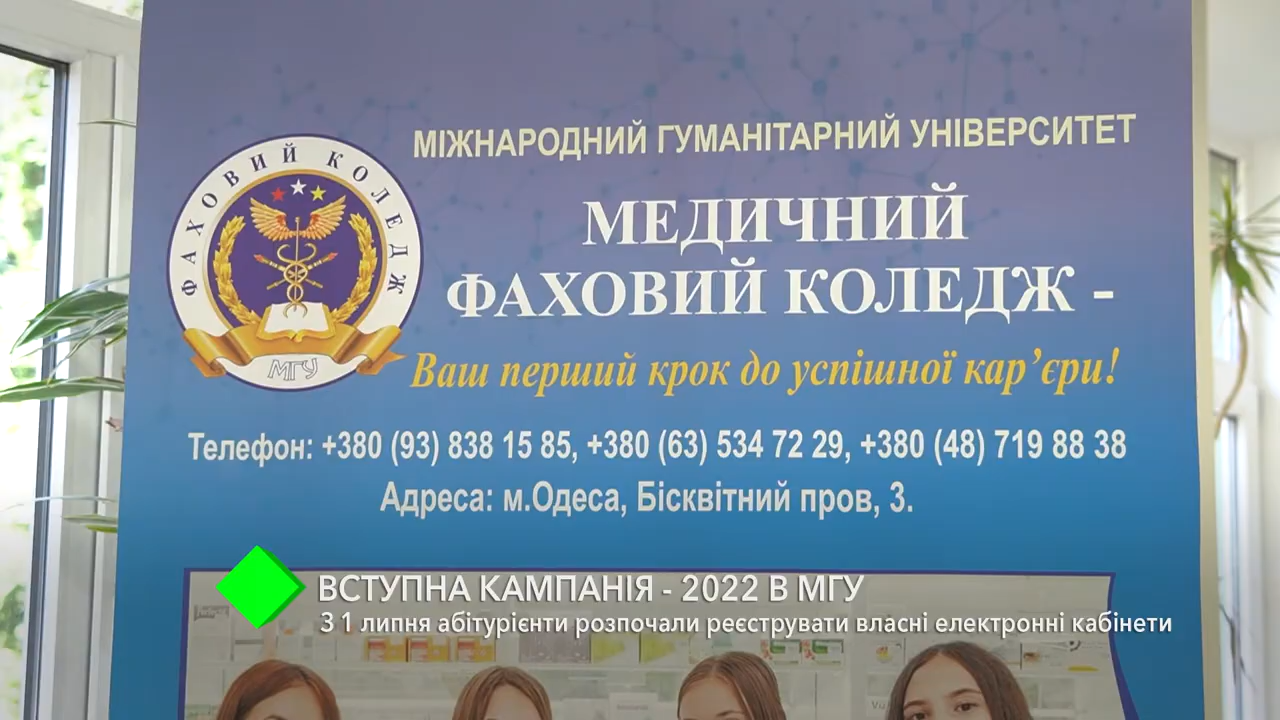 МІЖНАРОДНИЙ ГУМАНІТАРНИЙ УНІВЕРСИТЕТ
ФАХОВИЙ КОЛЕДЖ
МГУ
МЕДИЧНИЙ
ФАХОВИЙ КОЛЕДЖ -
Ваш перший крок до успішної кар’єри!
Телефон: +380 (93) 838 15 85, +380 (63) 534 72 29, +380 (48) 719 88 38
Адреса: м.Одеса, Бісквітний пров, 3.
ВСТУПНА КАМПАНІЯ - 2022 В МГУ
З 1 липня абітурієнти розпочали реєструвати власні електронні кабінети